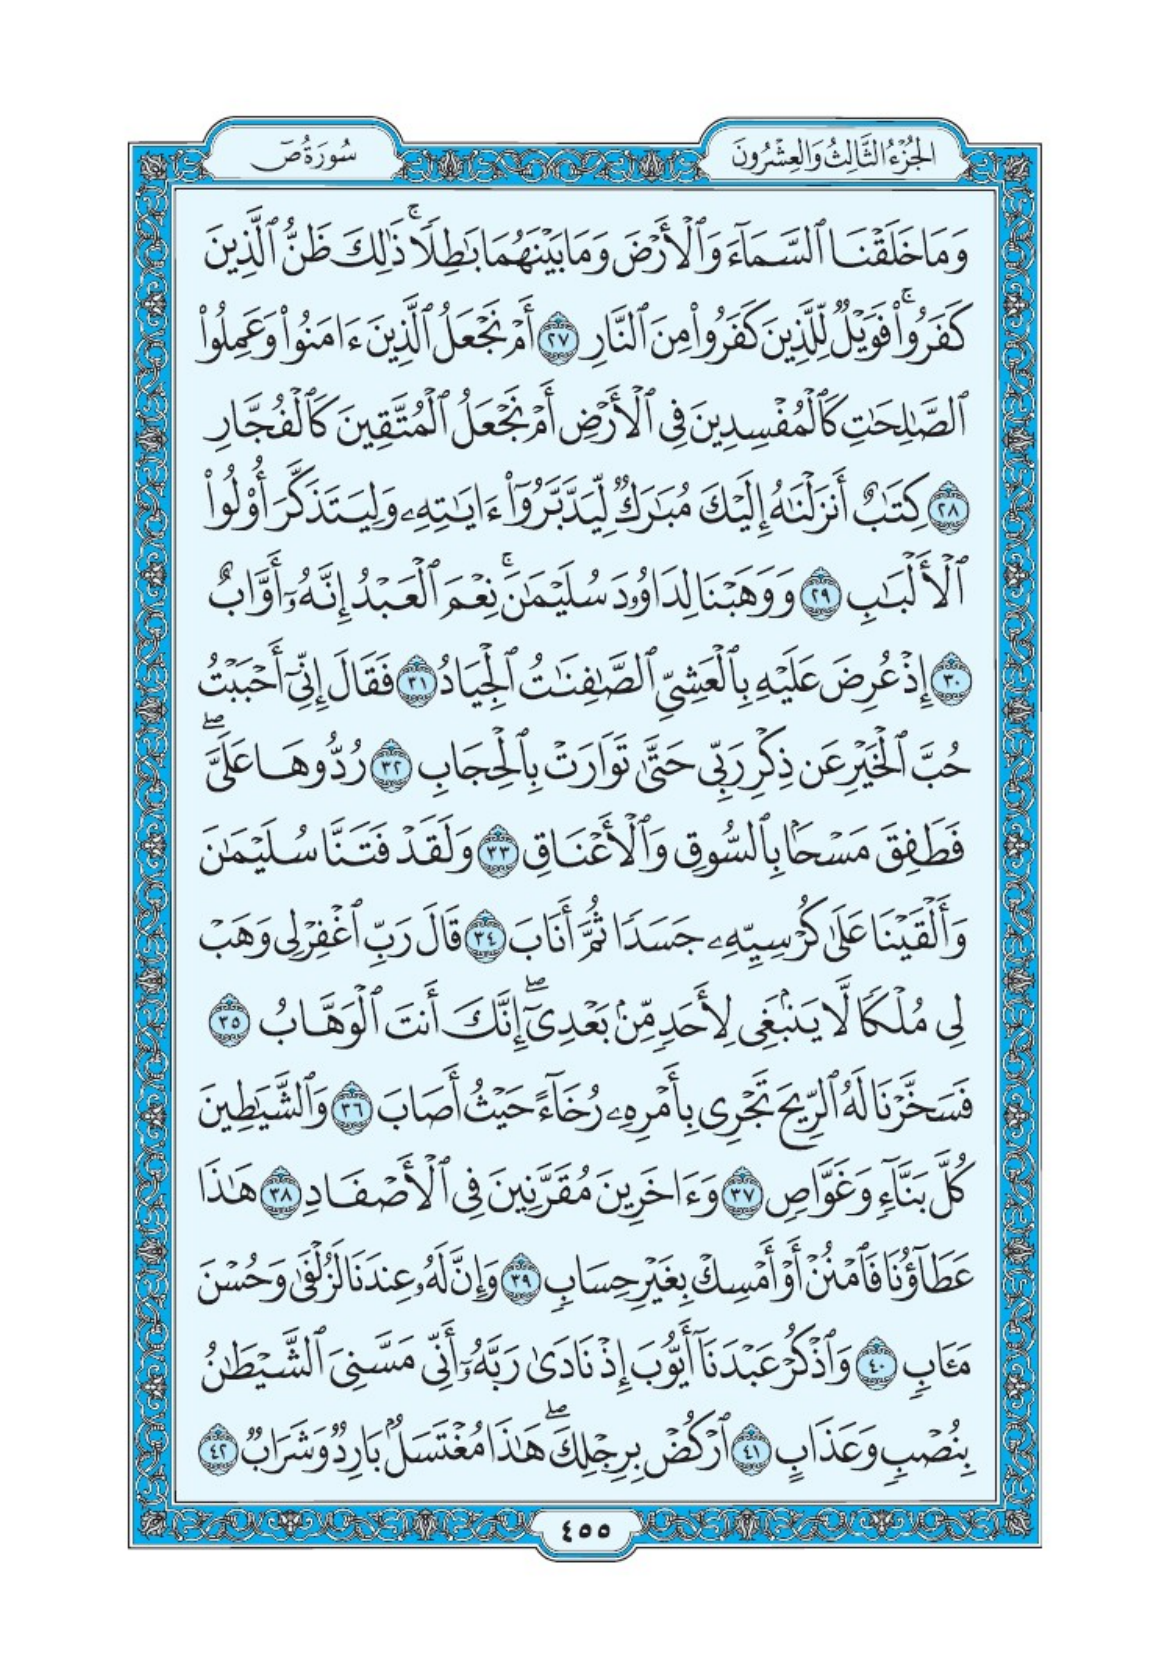 الجُزْءُ الثَّالِثُ وَالعِشْرُونَ
سُورَةُ صٓ
وَمَا خَلَقْنَا ٱلسَّمَآءَ وَٱلْأَرْضَ وَمَا بَيْنَهُمَا بَٰطِلًاۚ ذَٰلِكَ ظَنُّ ٱلَّذِينَ
كَفَرُوا۟ۚ فَوَيْلٌ لِّلَّذِينَ كَفَرُوا۟ مِنَ ٱلنَّارِ ٢٧ أَمْ نَجْعَلُ ٱلَّذِينَ ءَامَنُوا۟ وَعَمِلُوا۟
ٱلصَّٰلِحَٰتِ كَٱلْمُفْسِدِينَ فِى ٱلْأَرْضِ أَمْ نَجْعَلُ ٱلْمُتَّقِينَ كَٱلْفُجَّارِ
٢٨ كِتَٰبٌ أَنزَلْنَٰهُ إِلَيْكَ مُبَٰرَكٌ لِّيَدَّبَّرُوٓا۟ ءَايَٰتِهِۦ وَلِيَتَذَكَّرَ أُو۟لُوا۟
ٱلْأَلْبَٰبِ ٢٩ وَوَهَبْنَا لِدَاوُۥدَ سُلَيْمَٰنَۚ نِعْمَ ٱلْعَبْدُ إِنَّهُۥٓ أَوَّابٌ
٣٠ إِذْ عُرِضَ عَلَيْهِ بِٱلْعَشِىِّ ٱلصَّٰفِنَٰتُ ٱلْجِيَادُ ٣١ فَقَالَ إِنِّىٓ أَحْبَبْتُ
حُبَّ ٱلْخَيْرِ عَن ذِكْرِ رَبِّى حَتَّىٰ تَوَارَتْ بِٱلْحِجَابِ ٣٢ رُدُّوهَا عَلَىَّۖ
فَطَفِقَ مَسْحًۢا بِٱلسُّوقِ وَٱلْأَعْنَاقِ ٣٣ وَلَقَدْ فَتَنَّا سُلَيْمَٰنَ
وَأَلْقَيْنَا عَلَىٰ كُرْسِيِّهِۦ جَسَدًا ثُمَّ أَنَابَ ٣٤ قَالَ رَبِّ ٱغْفِرْ لِى وَهَبْ
لِى مُلْكًا لَّا يَنۢبَغِى لِأَحَدٍ مِّنۢ بَعْدِىٓۖ إِنَّكَ أَنتَ ٱلْوَهَّابُ ٣٥
فَسَخَّرْنَا لَهُ ٱلرِّيحَ تَجْرِى بِأَمْرِهِۦ رُخَآءً حَيْثُ أَصَابَ ٣٦ وَٱلشَّيَٰطِينَ
كُلَّ بَنَّآءٍ وَغَوَّاصٍ ٣٧ وَءَاخَرِينَ مُقَرَّنِينَ فِى ٱلْأَصْفَادِ ٣٨ هَٰذَا
عَطَآؤُنَا فَٱمْنُنْ أَوْ أَمْسِكْ بِغَيْرِ حِسَابٍ ٣٩ وَإِنَّ لَهُۥ عِندَنَا لَزُلْفَىٰ وَحُسْنَ
مَـَٔابٍ ٤٠ وَٱذْكُرْ عَبْدَنَآ أَيُّوبَ إِذْ نَادَىٰ رَبَّهُۥٓ أَنِّى مَسَّنِىَ ٱلشَّيْطَٰنُ
بِنُصْبٍ وَعَذَابٍ ٤١ ٱرْكُضْ بِرِجْلِكَۖ هَٰذَا مُغْتَسَلٌۢ بَارِدٌ وَشَرَابٌ ٤٢
٤٥٥